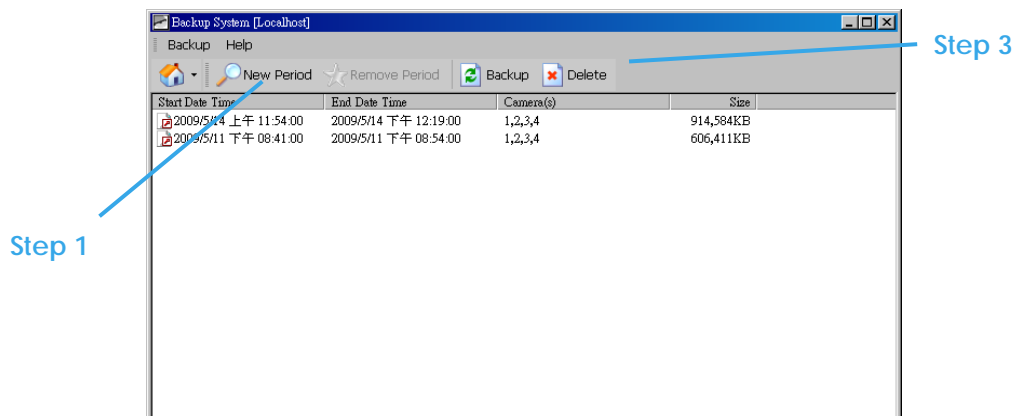 Backup System [Localhost]
Backup Help
Step 3
New Period Remove Period Backup Delete
Start Date Time End Date Time Camera(s) Size
2009/5/14 上午 11:54:00 2009/5/14 下午 12:19:00 1,2,3,4 914,584KB
2009/5/11 下午 08:41:00 2009/5/11 下午 08:54:00 1,2,3,4 606,411KB
Step 1